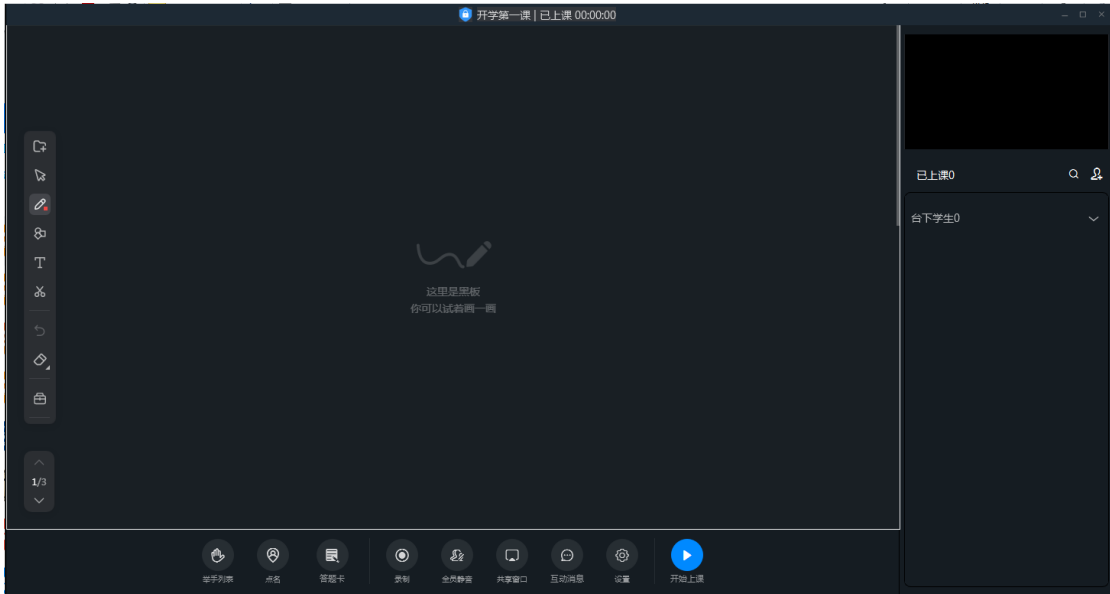 开学第一课 | 已上课 00:00:00
已上课0
台下学生0
这里是黑板
你可以试着画一画
1/3
举手列表
点名
答题卡
录制
全员静音
共享窗口
互动消息
设置
开始上课